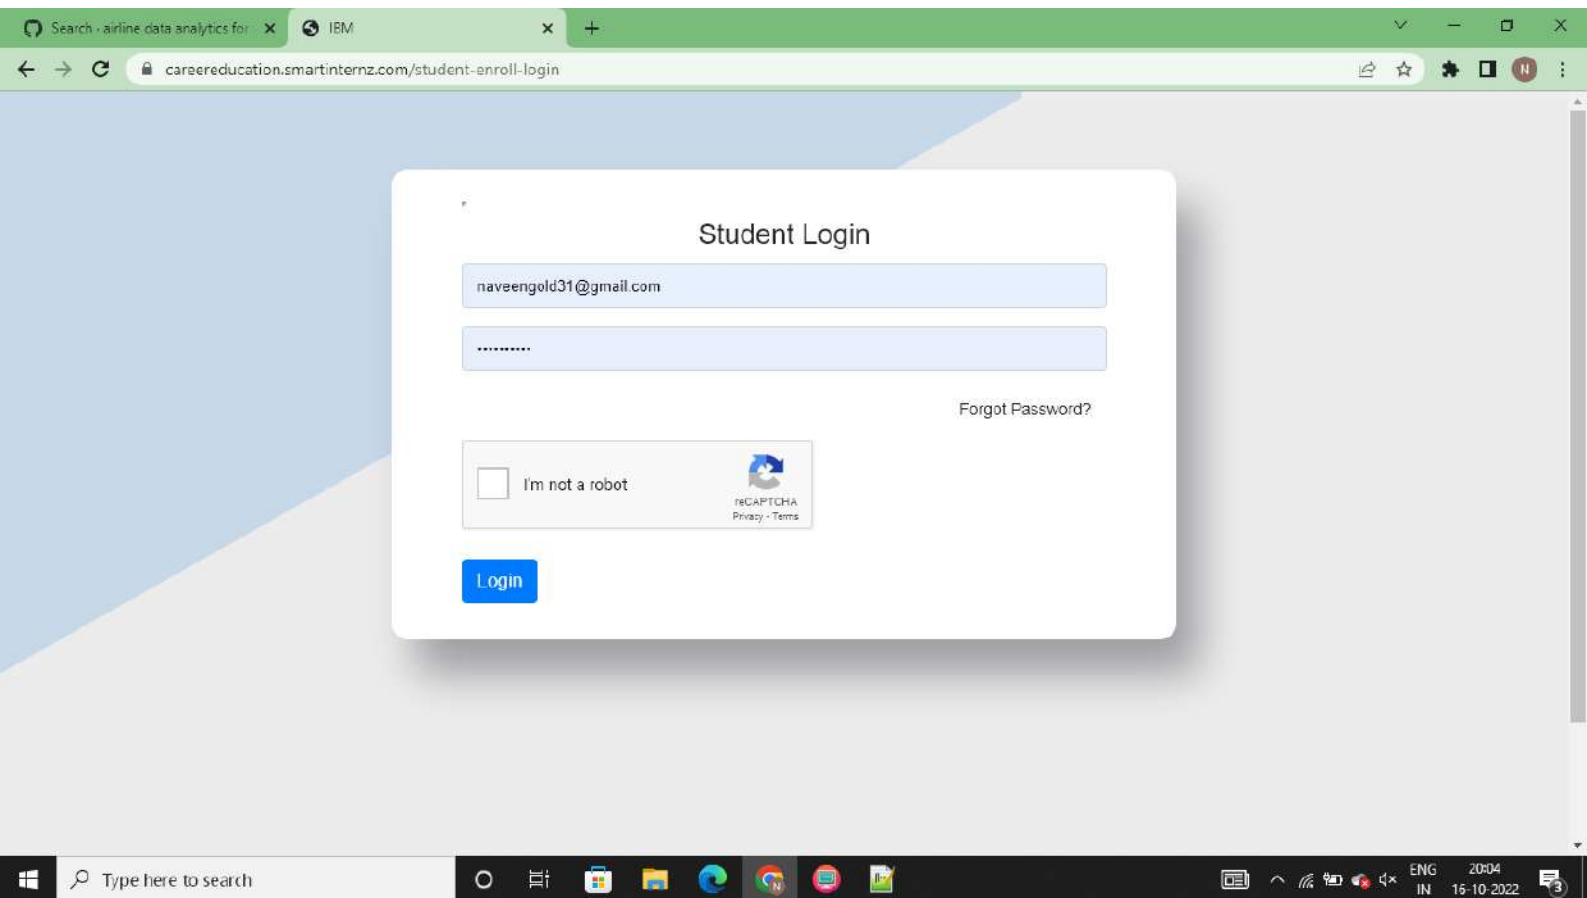 Search · airline data analytics for
IBM
careereducation.smartinternz.com/student-enroll-login
N
Student Login
naveengold31@gmail.com
Forgot Password?
I'm not a robot
reCAPTCHA
Privacy - Terms
Login
Type here to search
N
ENG
IN
20:04
16-10-2022
3